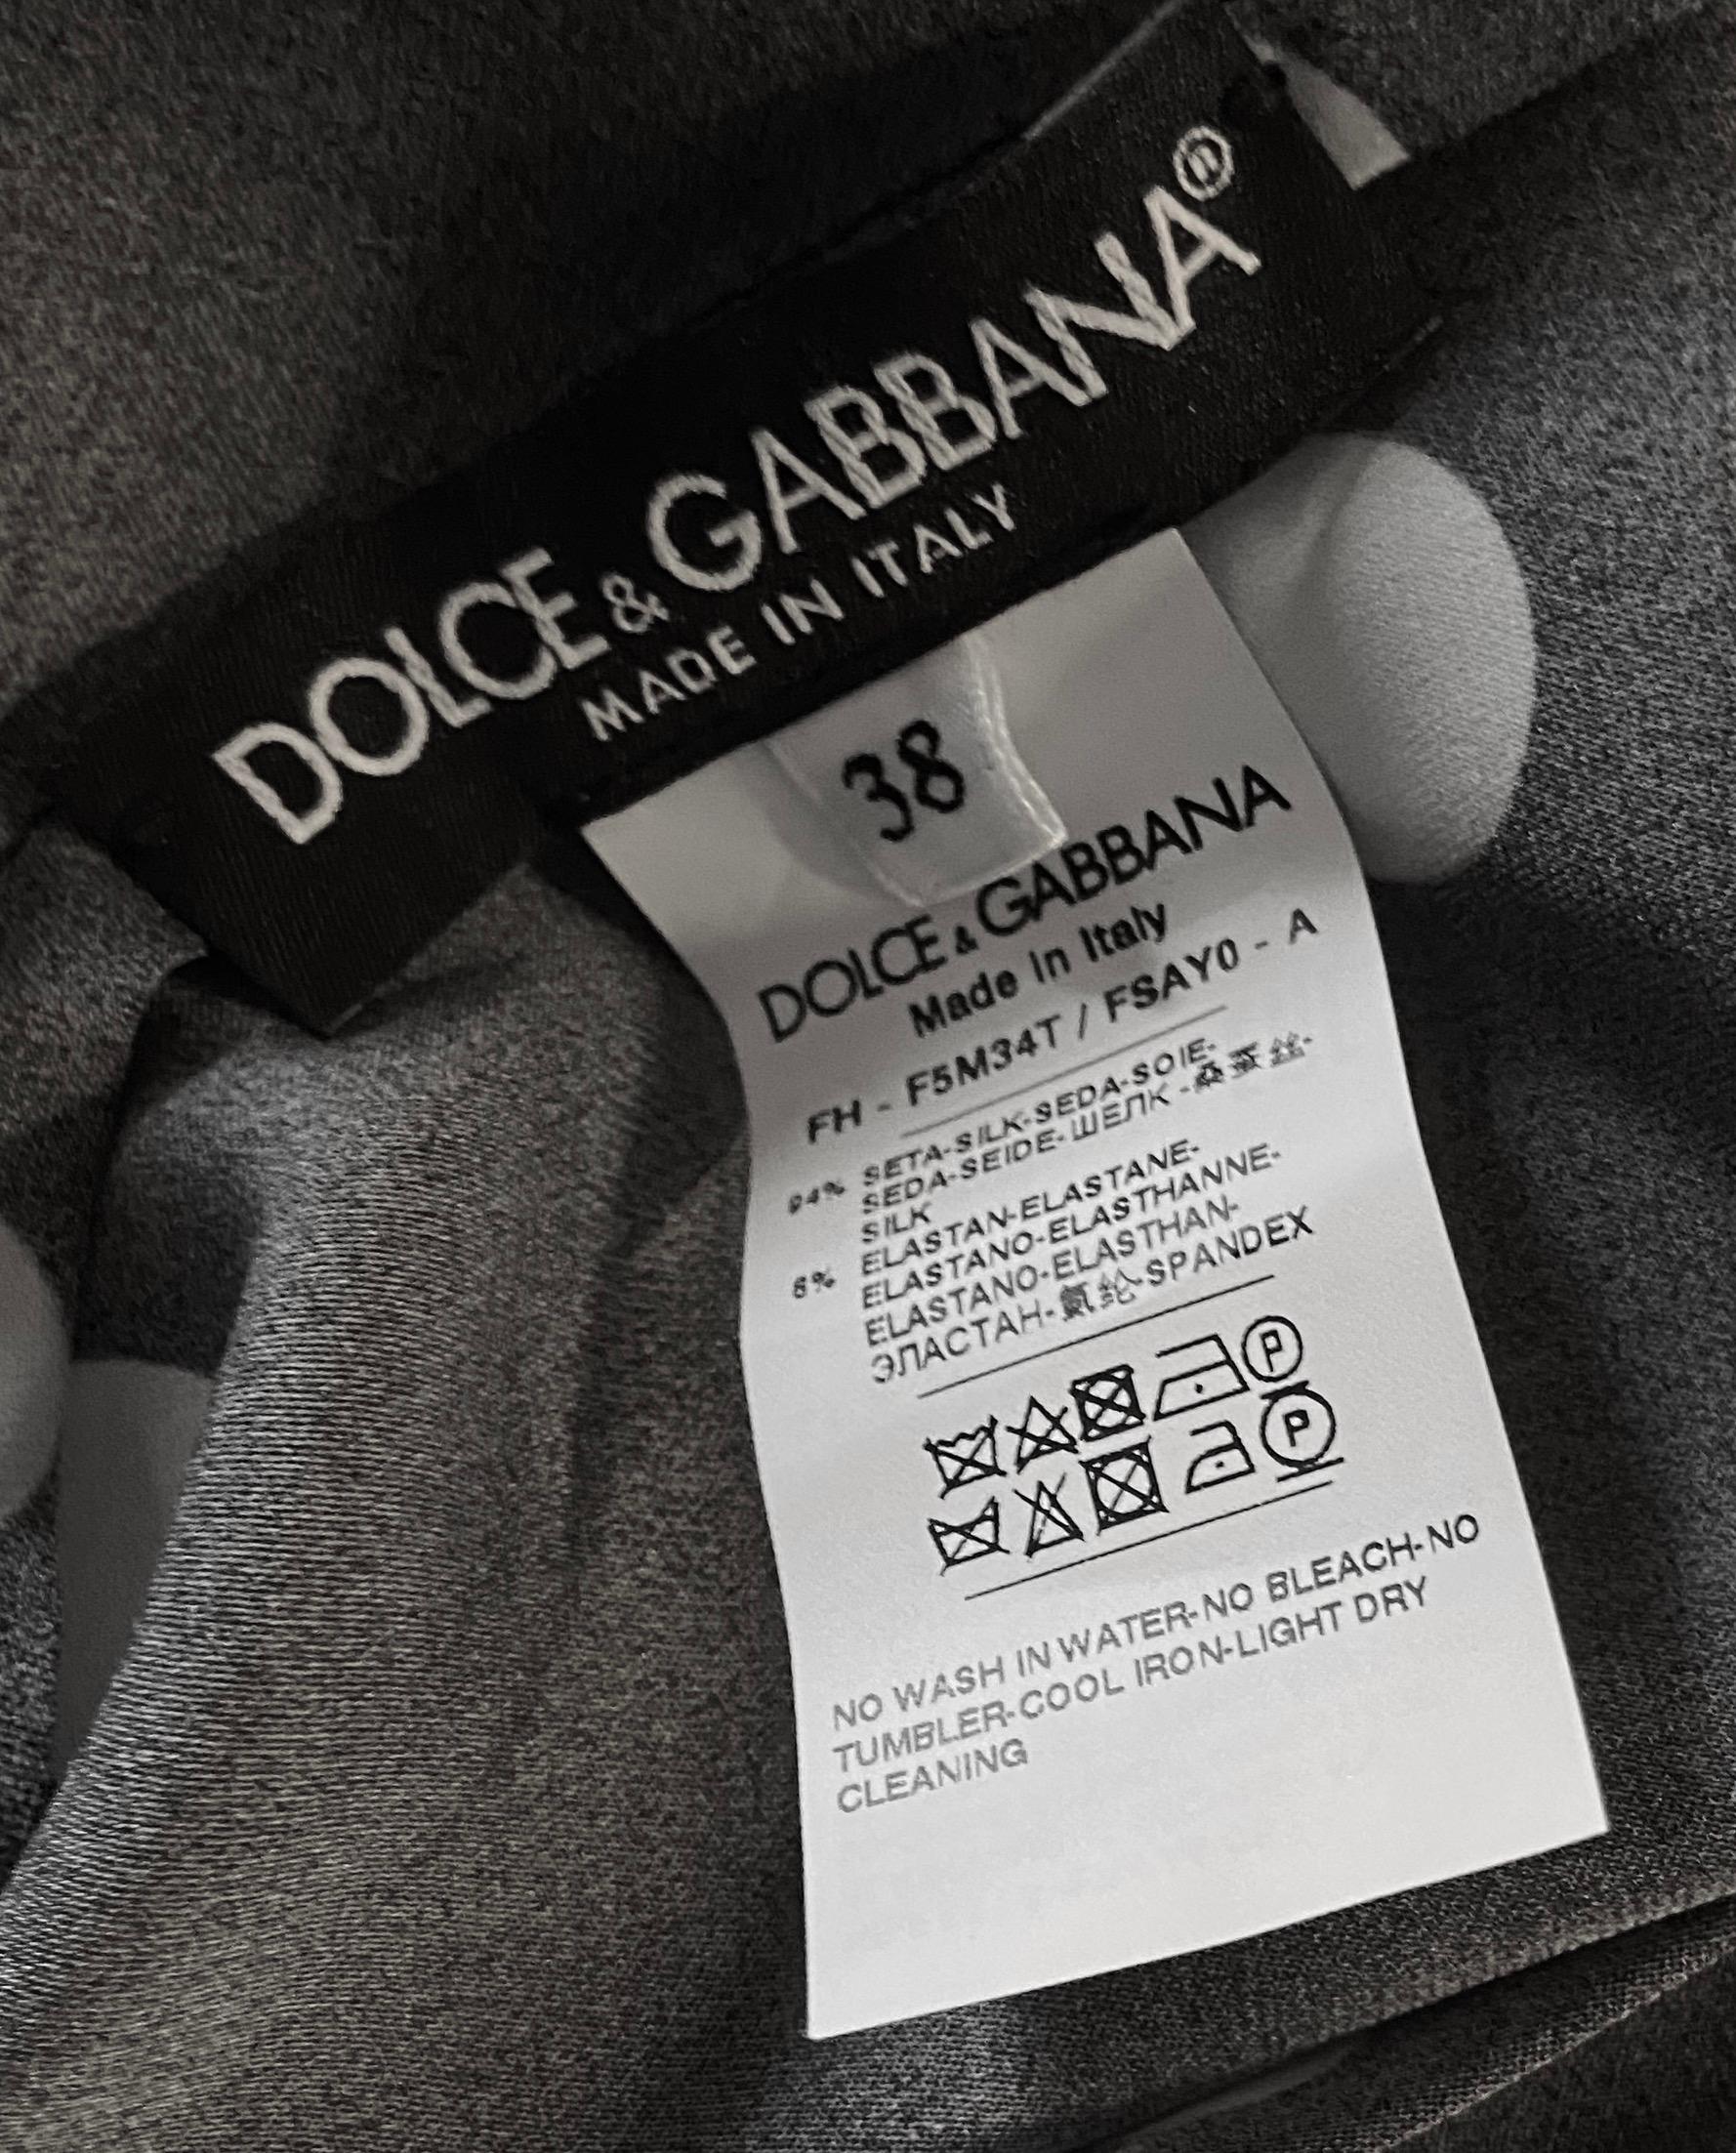 DOLCE & GABBANA®
MADE IN ITALY
38
DOLCE & GABBANA
Made In Italy
FH - F5M34T / FSAY0 - A
94% SETA-SILK-SEDA-SOIE-
SEDA-SEIDE-ШЕЛК-桑蚕丝-
SILK
6% ELASTAN-ELASTANE-
ELASTANO-ELASTHANNE-
ELASTANO-ELASTHAN-
ЭЛАСТАН-氨纶-SPANDEX
P
P
NO WASH IN WATER-NO BLEACH-NO
TUMBLER-COOL IRON-LIGHT DRY
CLEANING